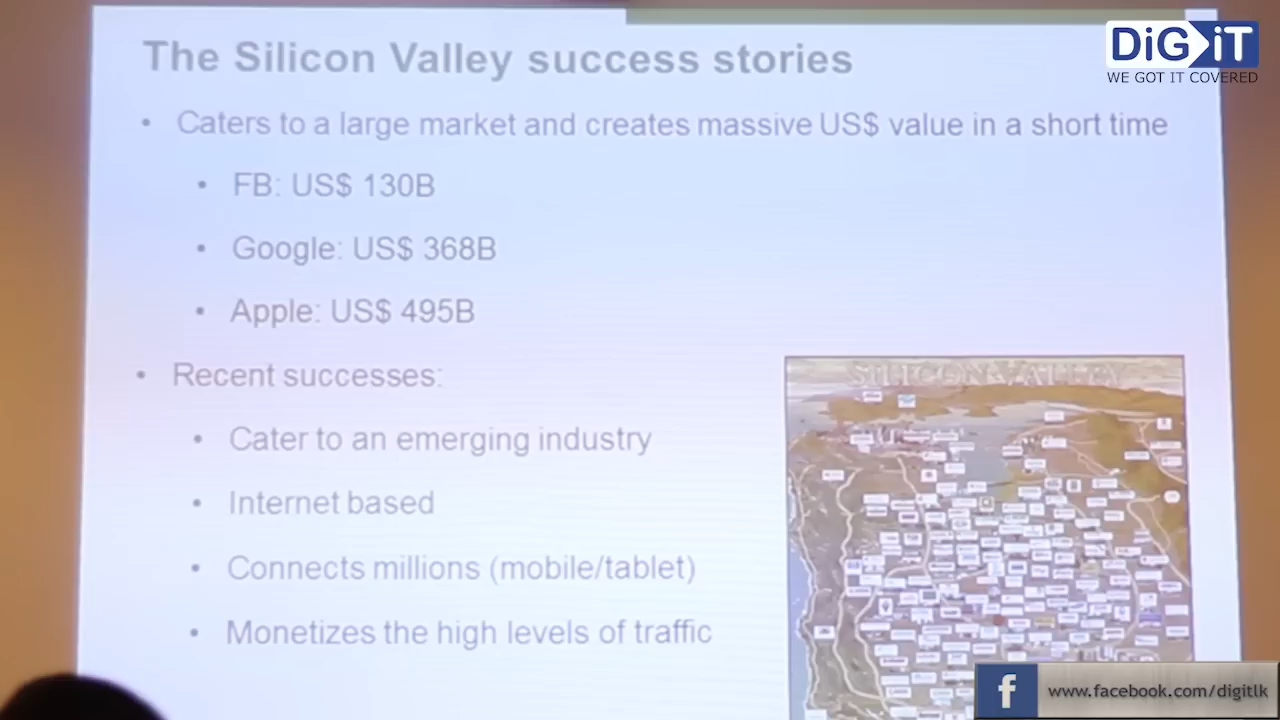 The Silicon Valley success stories
• Caters to a large market and creates massive US$ value in a short time
• FB: US$ 130B
• Google: US$ 368B
• Apple: US$ 495B
• Recent successes:
• Cater to an emerging industry
• Internet based
• Connects millions (mobile/tablet)
• Monetizes the high levels of traffic
SILICON VALLEY
DiGiT
WE GOT IT COVERED
f
www.facebook.com/digitlk